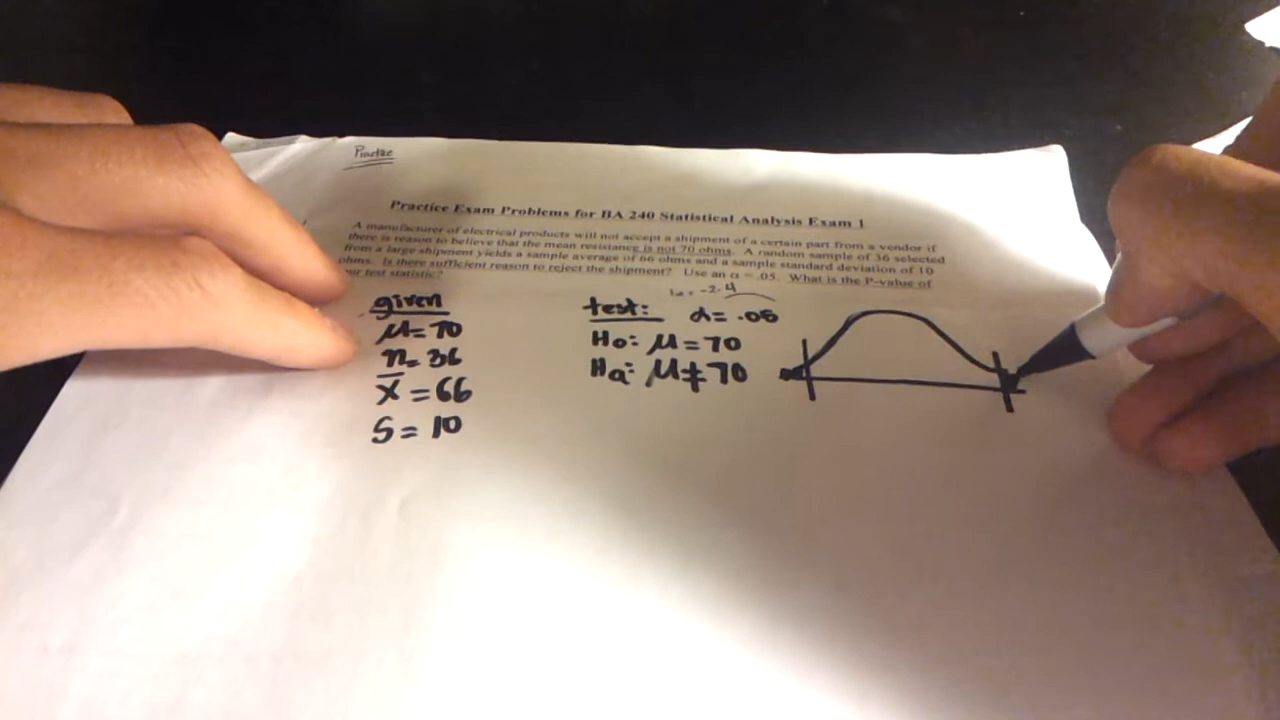 Practice
Practice Exam Problems for BA 240 Statistical Analysis Exam 1
A manufacturer of electrical products will not accept a shipment of a certain part from a vendor if
there is reason to believe that the mean resistance is not 70 ohms. A random sample of 36 selected
from a large shipment yields a sample average of 66 ohms and a sample standard deviation of 10
ohms. Is there sufficient reason to reject the shipment? Use an α = .05. What is the P-value of
our test statistic?
= -2.4
given
μ = 70
n = 36
x̄ = 66
S = 10
test: α = .05
Ho: μ = 70
Ha: μ ≠ 70